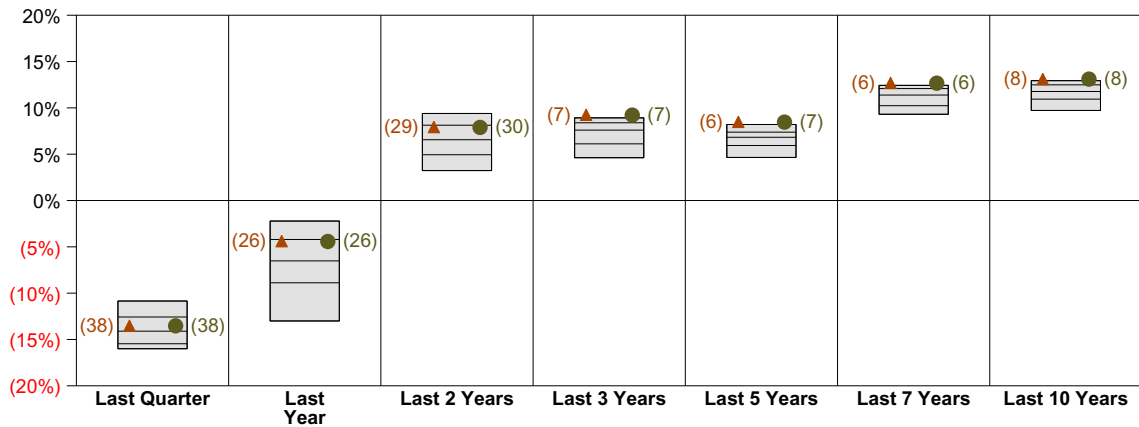 20%
15%
10%
5%
0%
(5%)
(10%)
(15%)
(20%)
(38) (38)
(26) (26)
(29) (30)
(7) (7)
(6) (7)
(6) (6)
(8) (8)
Last Quarter
Last
Year
Last 2 Years
Last 3 Years
Last 5 Years
Last 7 Years
Last 10 Years